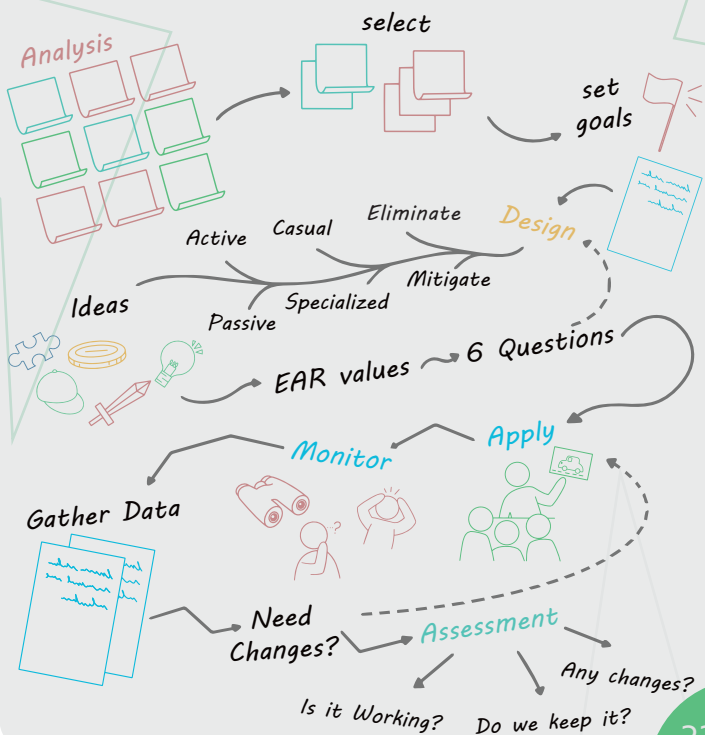 Analysis
select
set
goals
Design
Eliminate
Casual
Active
Mitigate
Specialized
Passive
Ideas
EAR values
6 Questions
Apply
Monitor
Gather Data
Need
Changes?
Assessment
Is it Working?
Do we keep it?
Any changes?